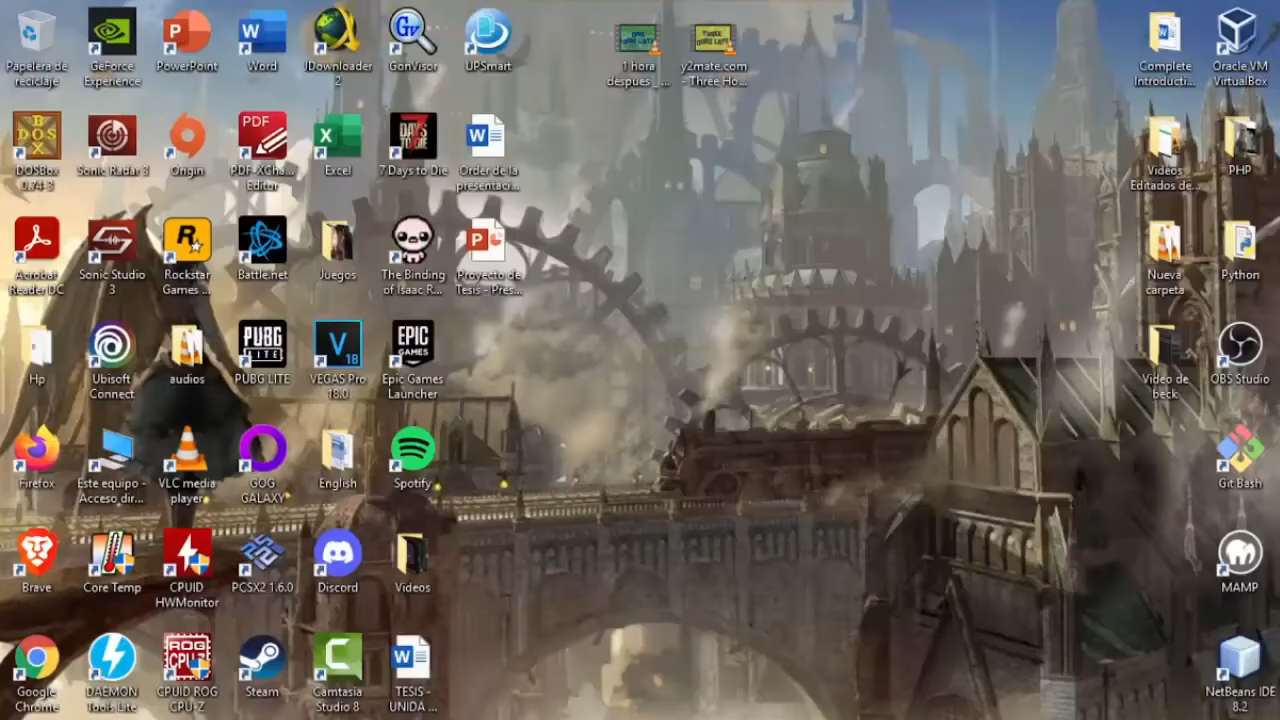 Papelera de
reciclaje
GeForce
Experience
PowerPoint
Word
JDownloader
2
GonVisor
UPSmart
1 hora
despues_...
y2mate.com
- Three Ho...
Complete
Introducti...
Oracle VM
VirtualBox
DOSBox
0.74-3
Sonic Radar 3
Origin
PDF-XCha...
Editor
Excel
7 Days to Die
Orden de la
presentaci...
Videos
Editados de...
PHP
Acrobat
Reader DC
Sonic Studio
3
Rockstar
Games ...
Battle.net
Juegos
The Binding
of Isaac R...
Proyecto de
Tesis - Pres...
Nueva
carpeta
Python
Hp
Ubisoft
Connect
audios
PUBG LITE
VEGAS Pro
18.0
Epic Games
Launcher
Video de
beck
OBS Studio
Firefox
Este equipo -
Acceso dir...
VLC media
player
GOG
GALAXY
English
Spotify
Git Bash
Brave
Core Temp
CPUID
HWMonitor
PCSX2 1.6.0
Discord
Videos
MAMP
Google
Chrome
DAEMON
Tools Lite
CPUID ROG
CPU-Z
Steam
Camtasia
Studio 8
TESIS -
UNIDA ...
NetBeans IDE
8.2